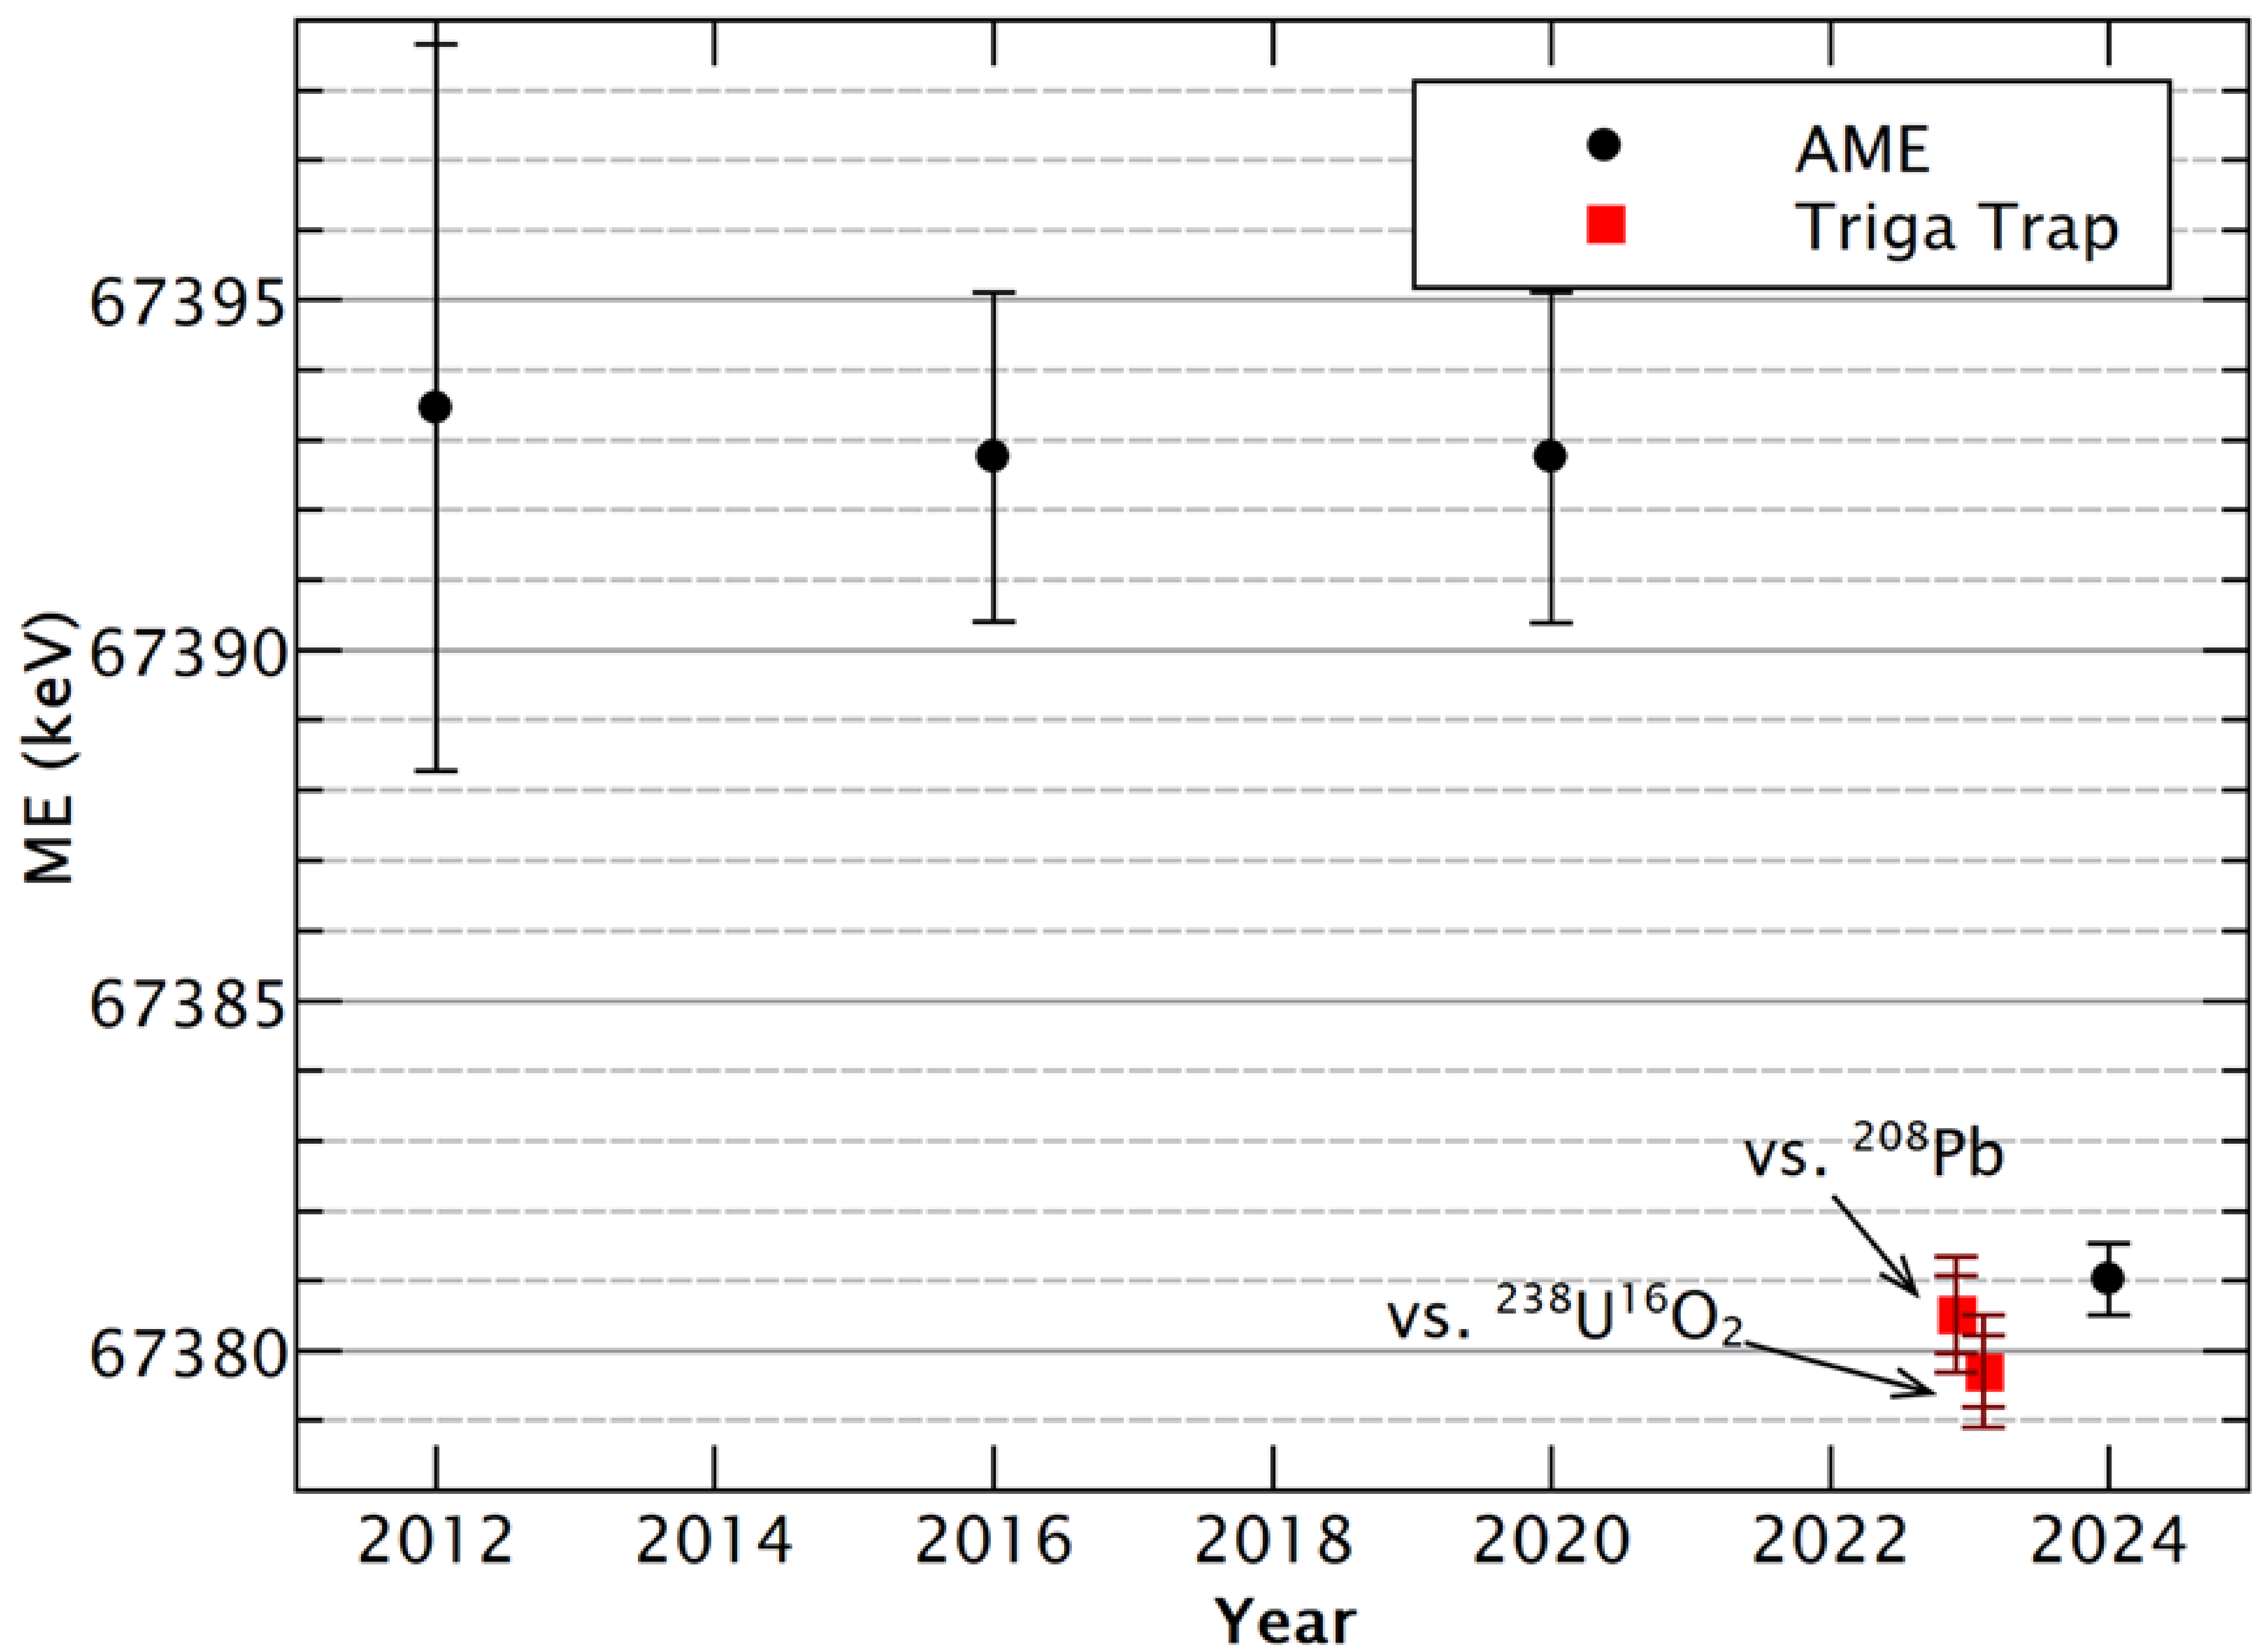 AME
Triga Trap
67395
67390
67385
67380
ME (keV)
vs. ²⁰⁸Pb
vs. ²³⁸U¹⁶O₂
2012 2014 2016 2018 2020 2022 2024
Year